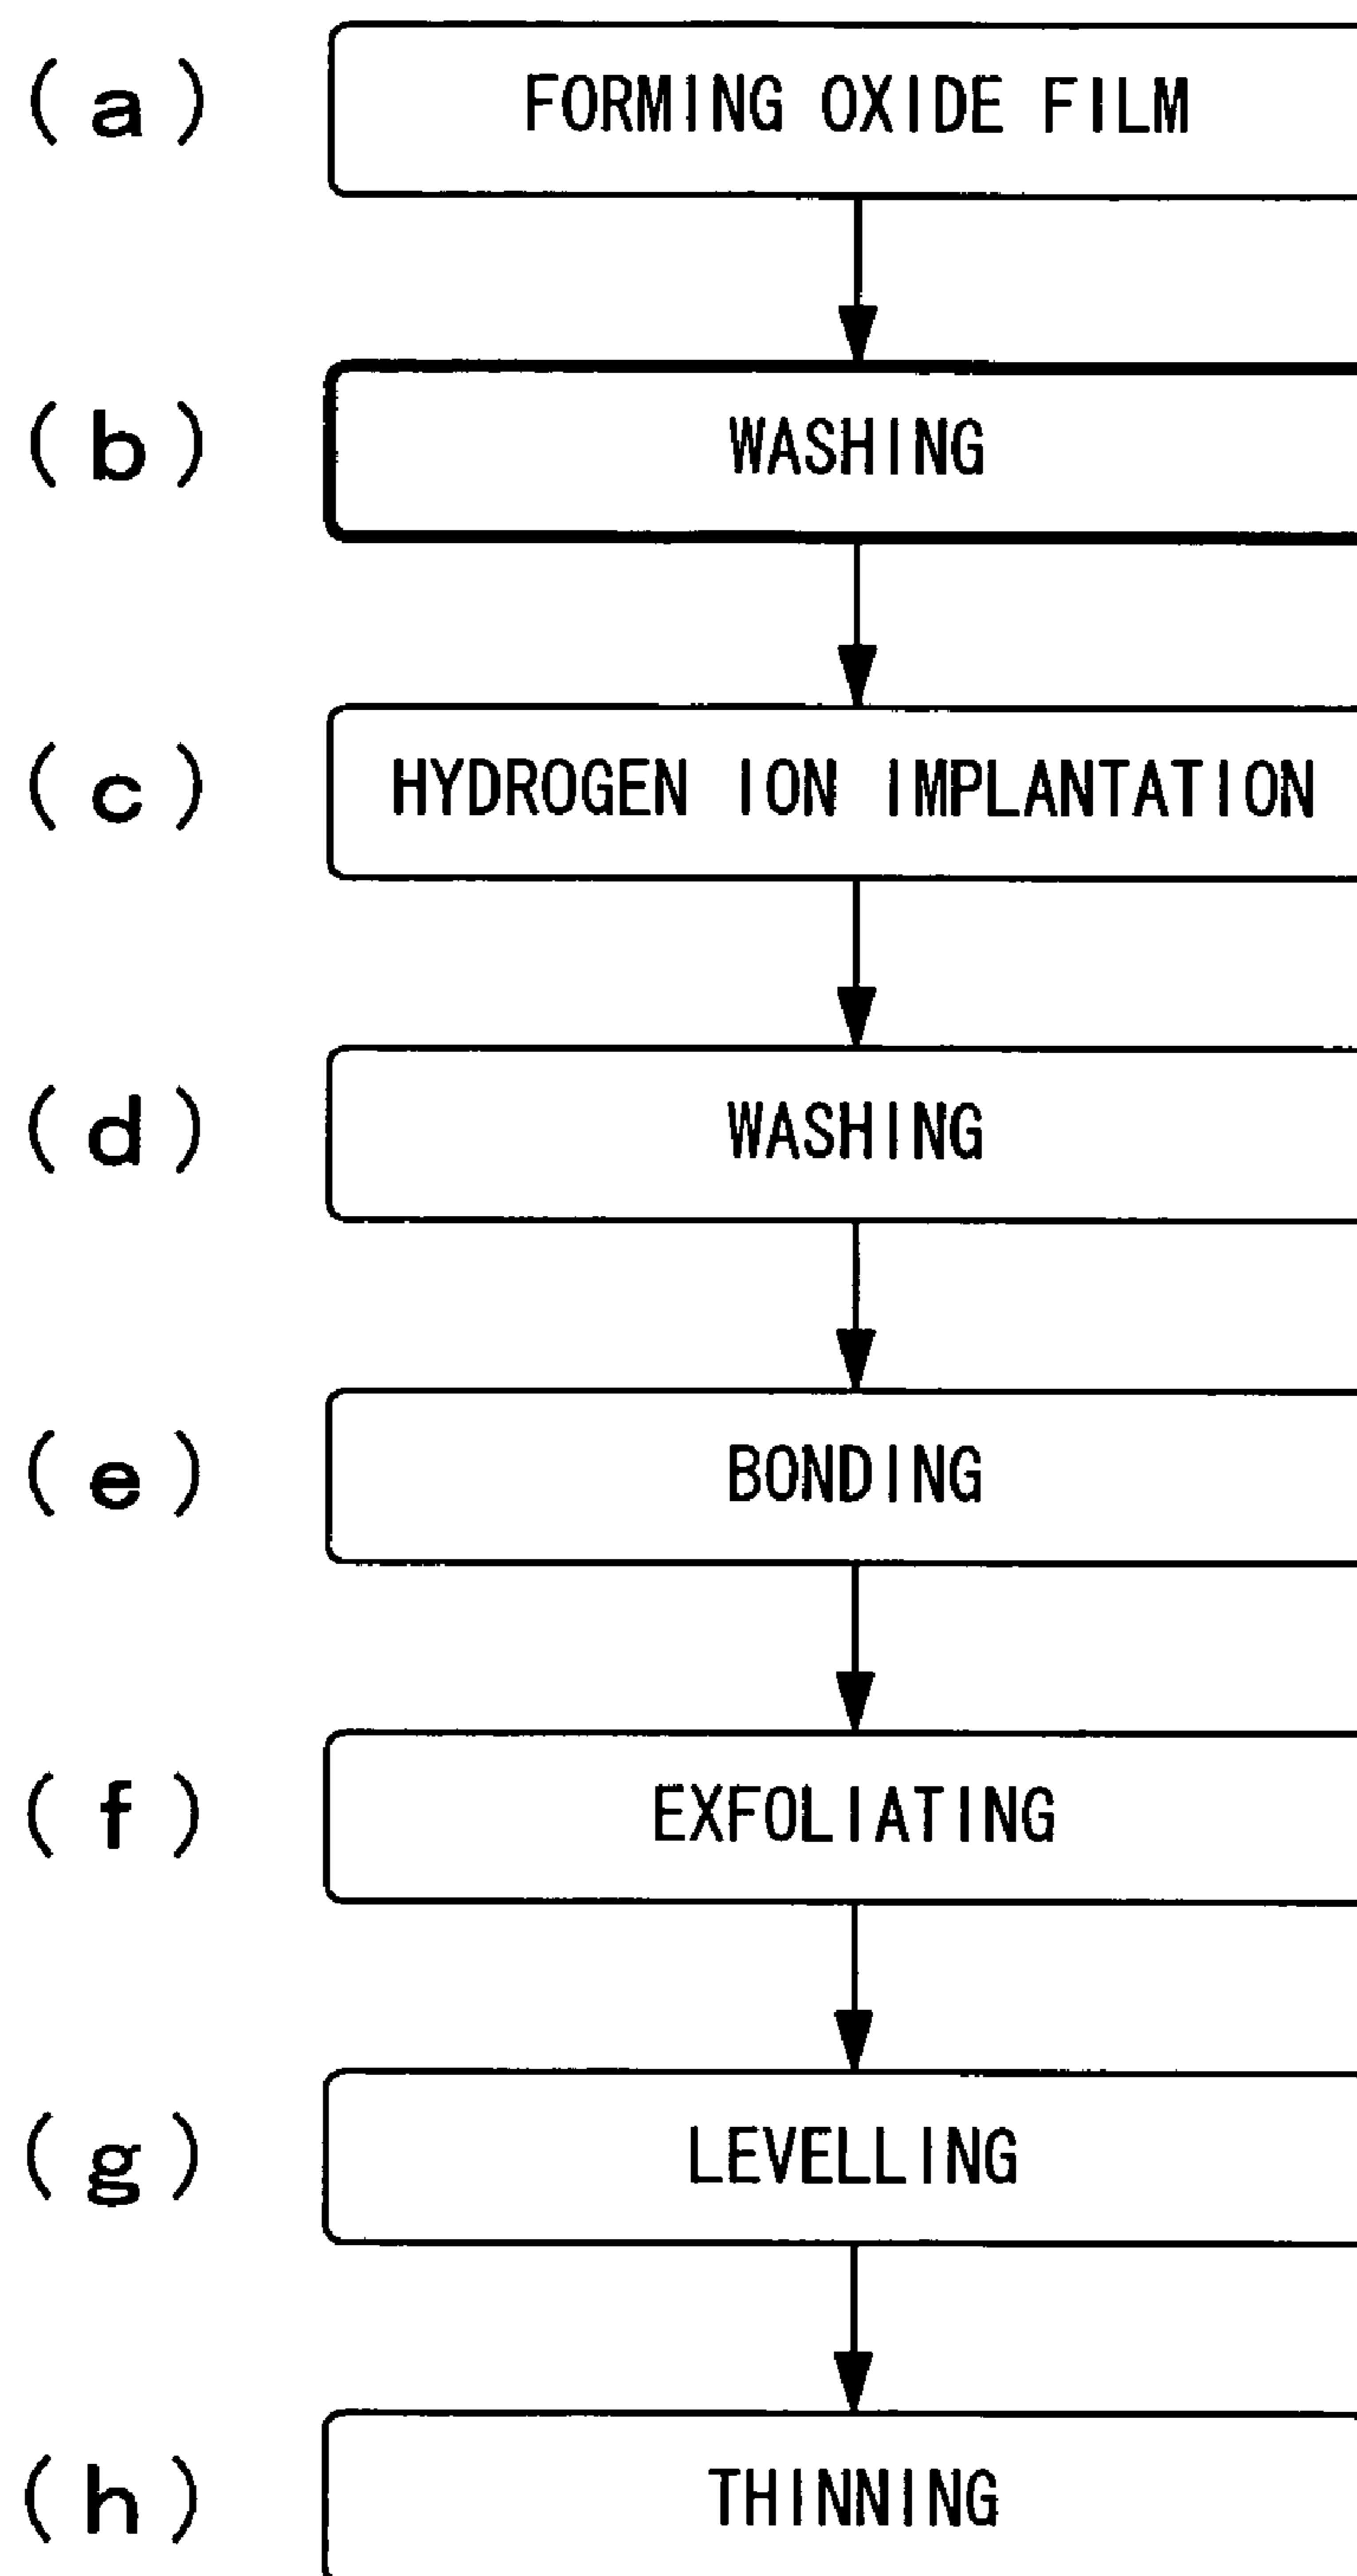 (a) FORMING OXIDE FILM
(b) WASHING
(c) HYDROGEN ION IMPLANTATION
(d) WASHING
(e) BONDING
(f) EXFOLIATING
(g) LEVELLING
(h) THINNING